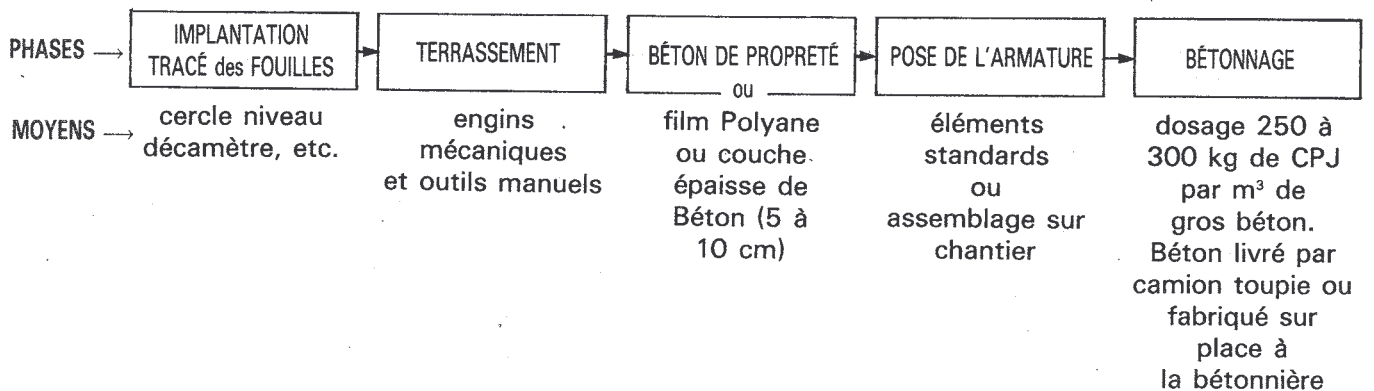 PHASES →
IMPLANTATION
TRACÉ des FOUILLES
TERRASSEMENT
BÉTON DE PROPRETÉ
ou
POSE DE L'ARMATURE
BÉTONNAGE
MOYENS →
cercle niveau
décamètre, etc.
engins
mécaniques
et outils manuels
film Polyane
ou couche
épaisse de
Béton (5 à
10 cm)
éléments
standards
ou
assemblage sur
chantier
dosage 250 à
300 kg de CPJ
par m³ de
gros béton.
Béton livré par
camion toupie ou
fabriqué sur
place à
la bétonnière